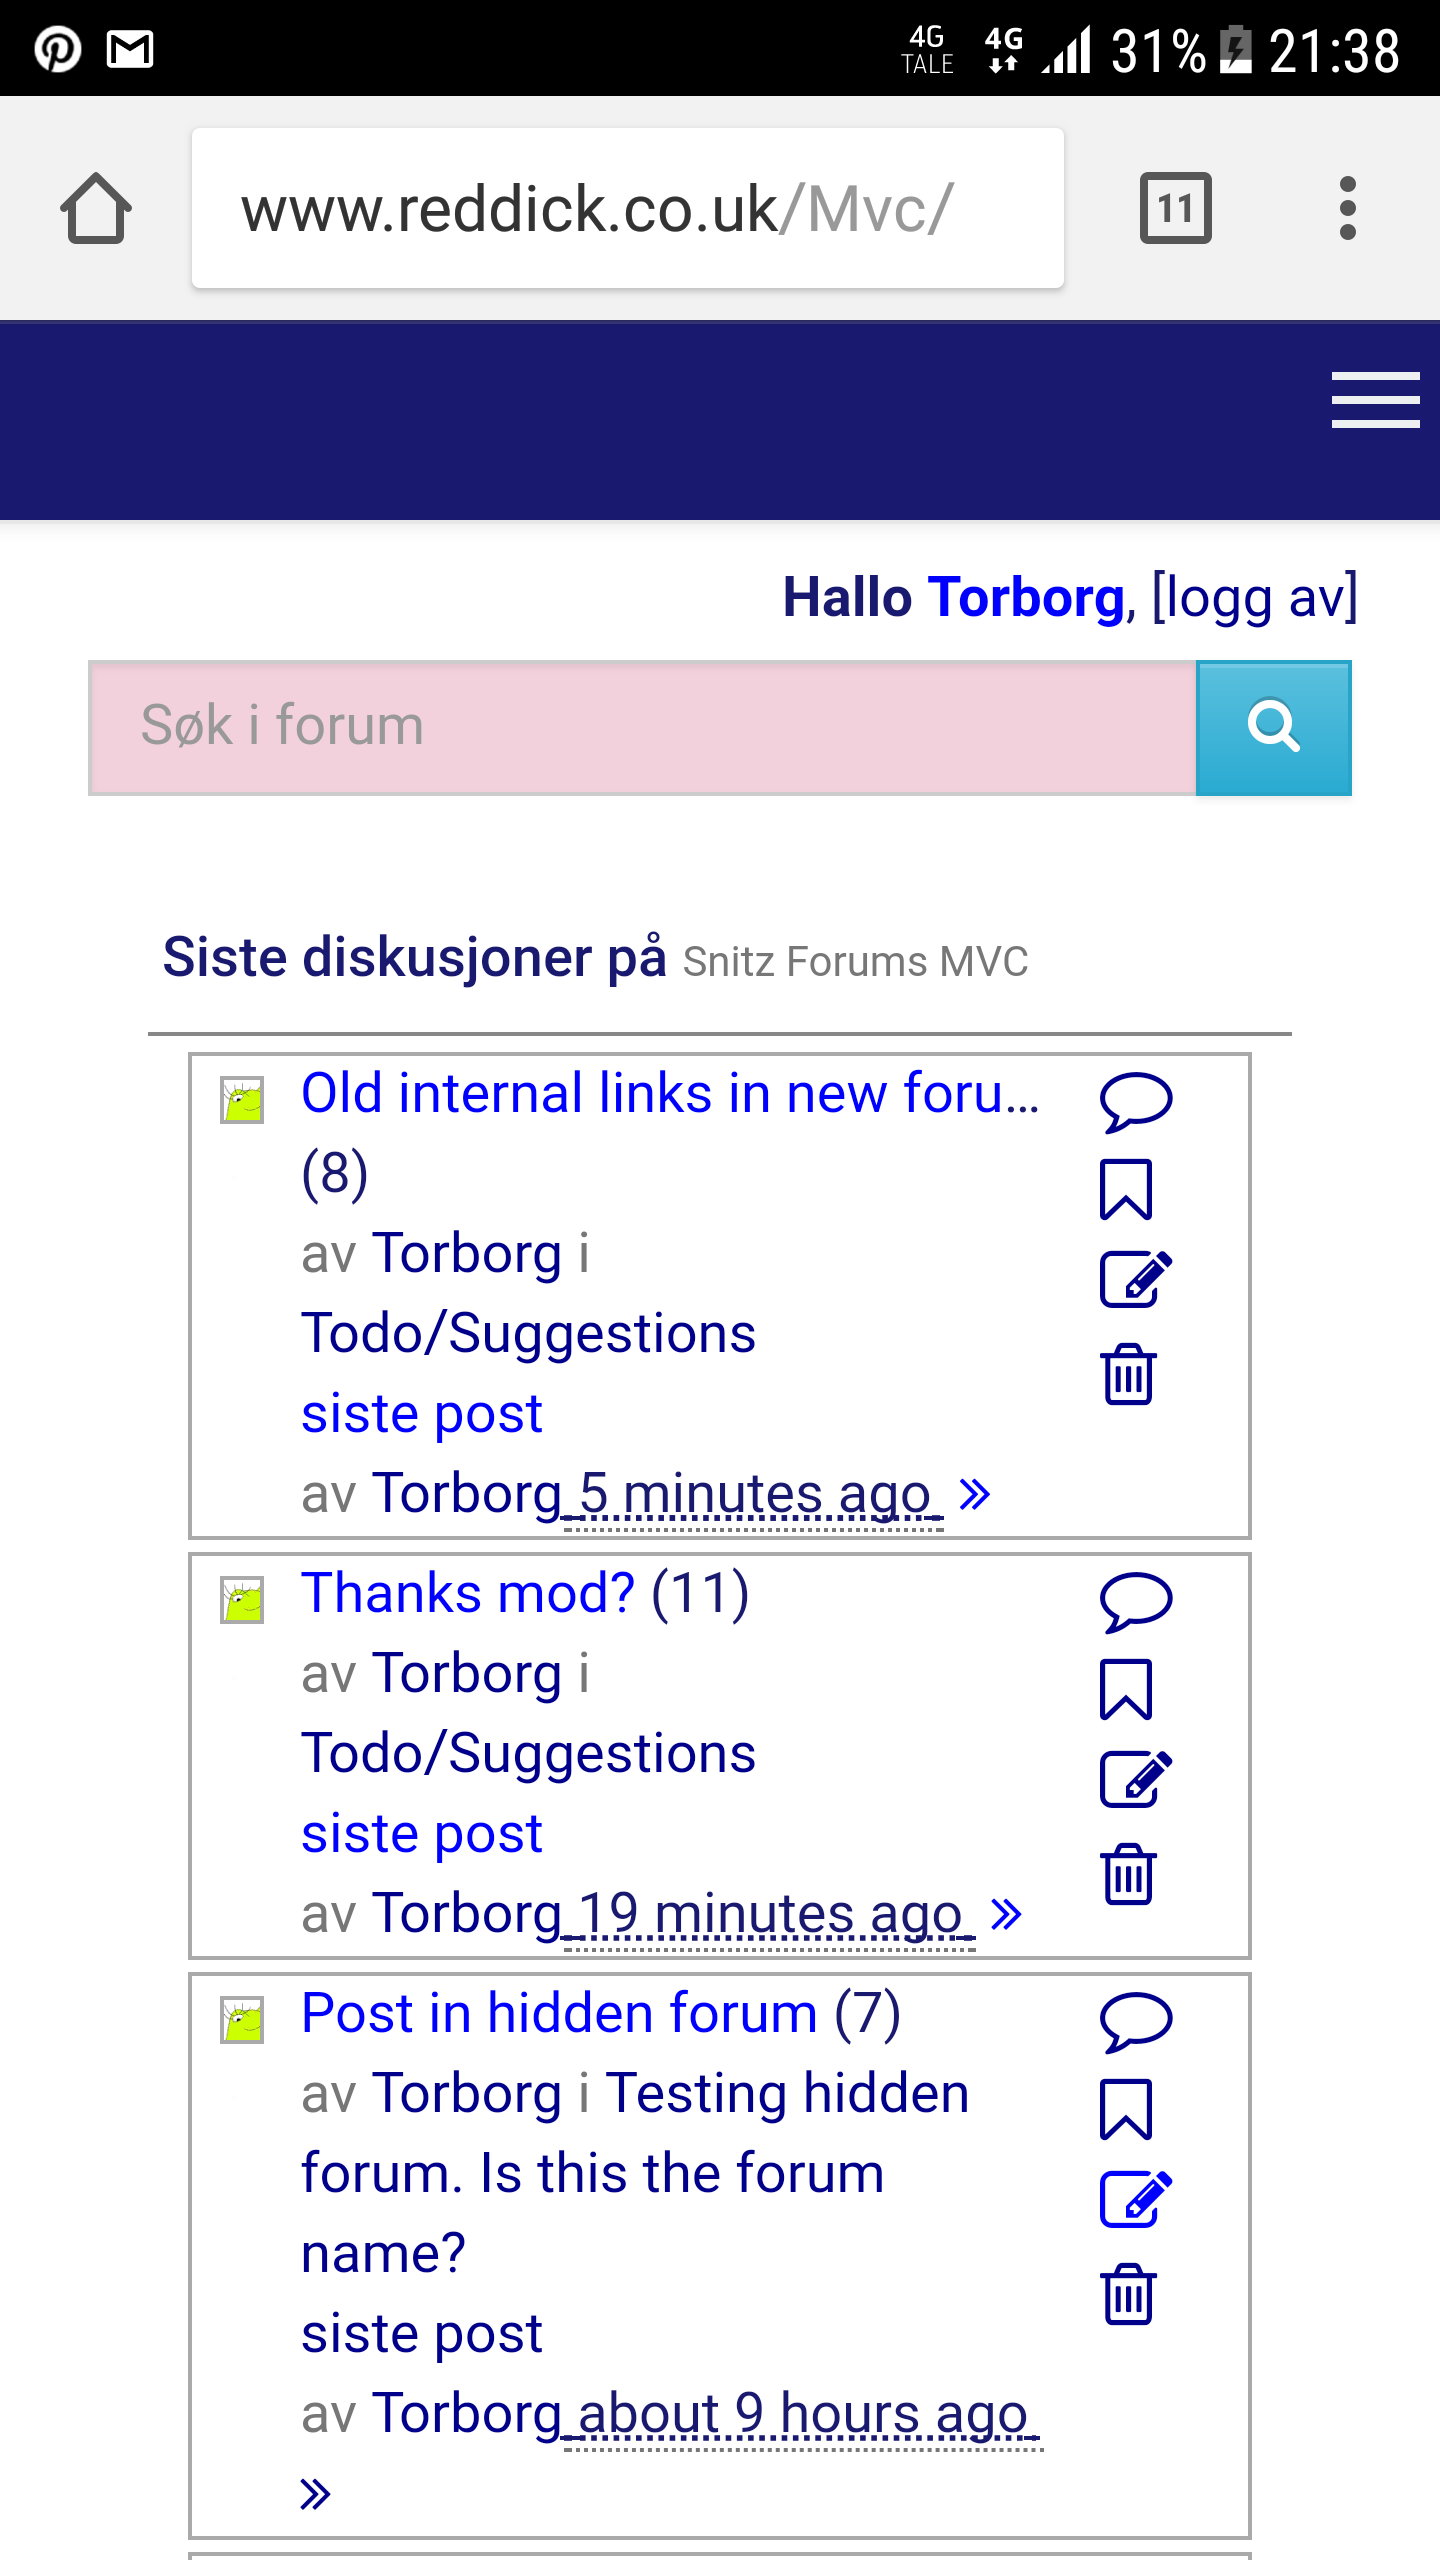 4G TALE 4G 31% 21:38
www.reddick.co.uk/Mvc/
11
Hallo Torborg, [logg av]
Søk i forum
Siste diskusjoner på Snitz Forums MVC
Old internal links in new foru...
(8)
av Torborg i
Todo/Suggestions
siste post
av Torborg 5 minutes ago »
Thanks mod? (11)
av Torborg i
Todo/Suggestions
siste post
av Torborg 19 minutes ago »
Post in hidden forum (7)
av Torborg i Testing hidden
forum. Is this the forum
name?
siste post
av Torborg about 9 hours ago
»